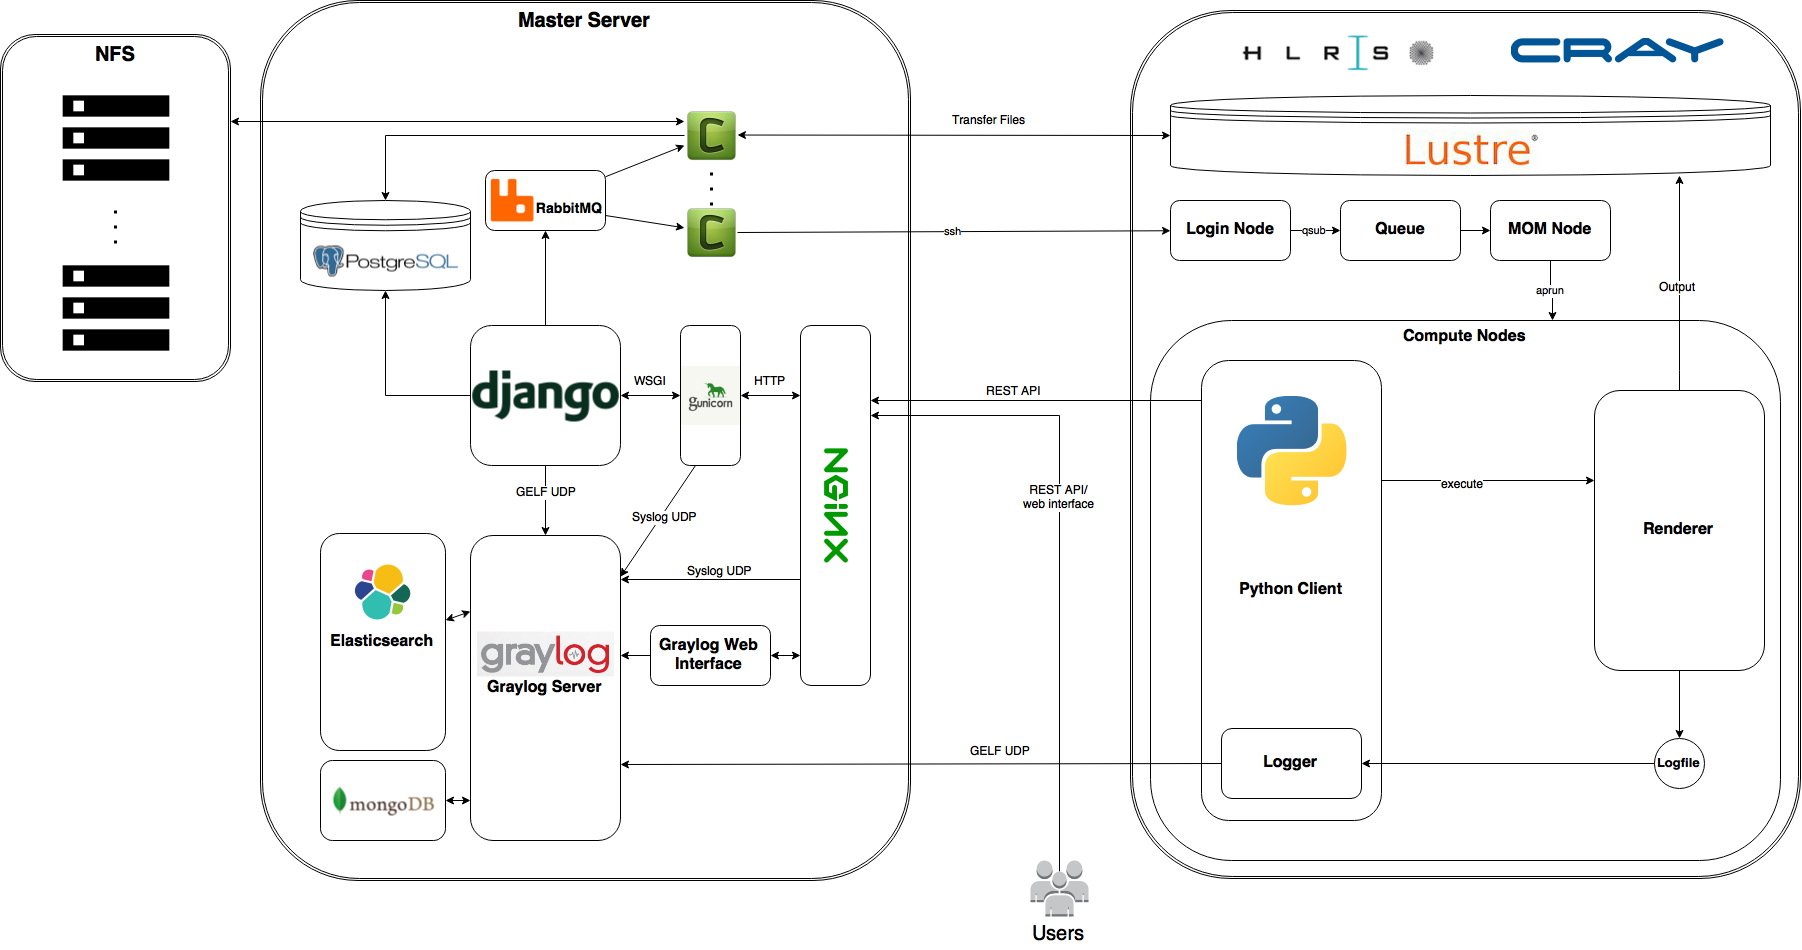 Master Server
NFS
H L R I S
CRAY
Transfer Files
Lustre®
C
RabbitMQ
C
ssh
Login Node
qsub
Queue
MOM Node
PostgreSQL
aprun
Output
Compute Nodes
django
WSGI
gunicorn
HTTP
REST API
NGINX
GELF UDP
Syslog UDP
REST API/
web interface
execute
Renderer
Syslog UDP
Python Client
Elasticsearch
graylog
Graylog Server
Graylog Web
Interface
GELF UDP
Logger
Logfile
mongoDB
Users